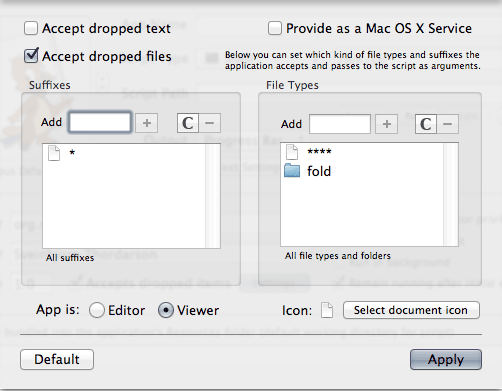 Accept dropped text
Provide as a Mac OS X Service
Accept dropped files
Below you can set which kind of file types and suffixes the
application accepts and passes to the script as arguments.
Suffixes
File Types
Add + C −
Add + C −
*
****
fold
All suffixes
All file types and folders
App is: Editor Viewer
Icon: Select document icon
Default
Apply